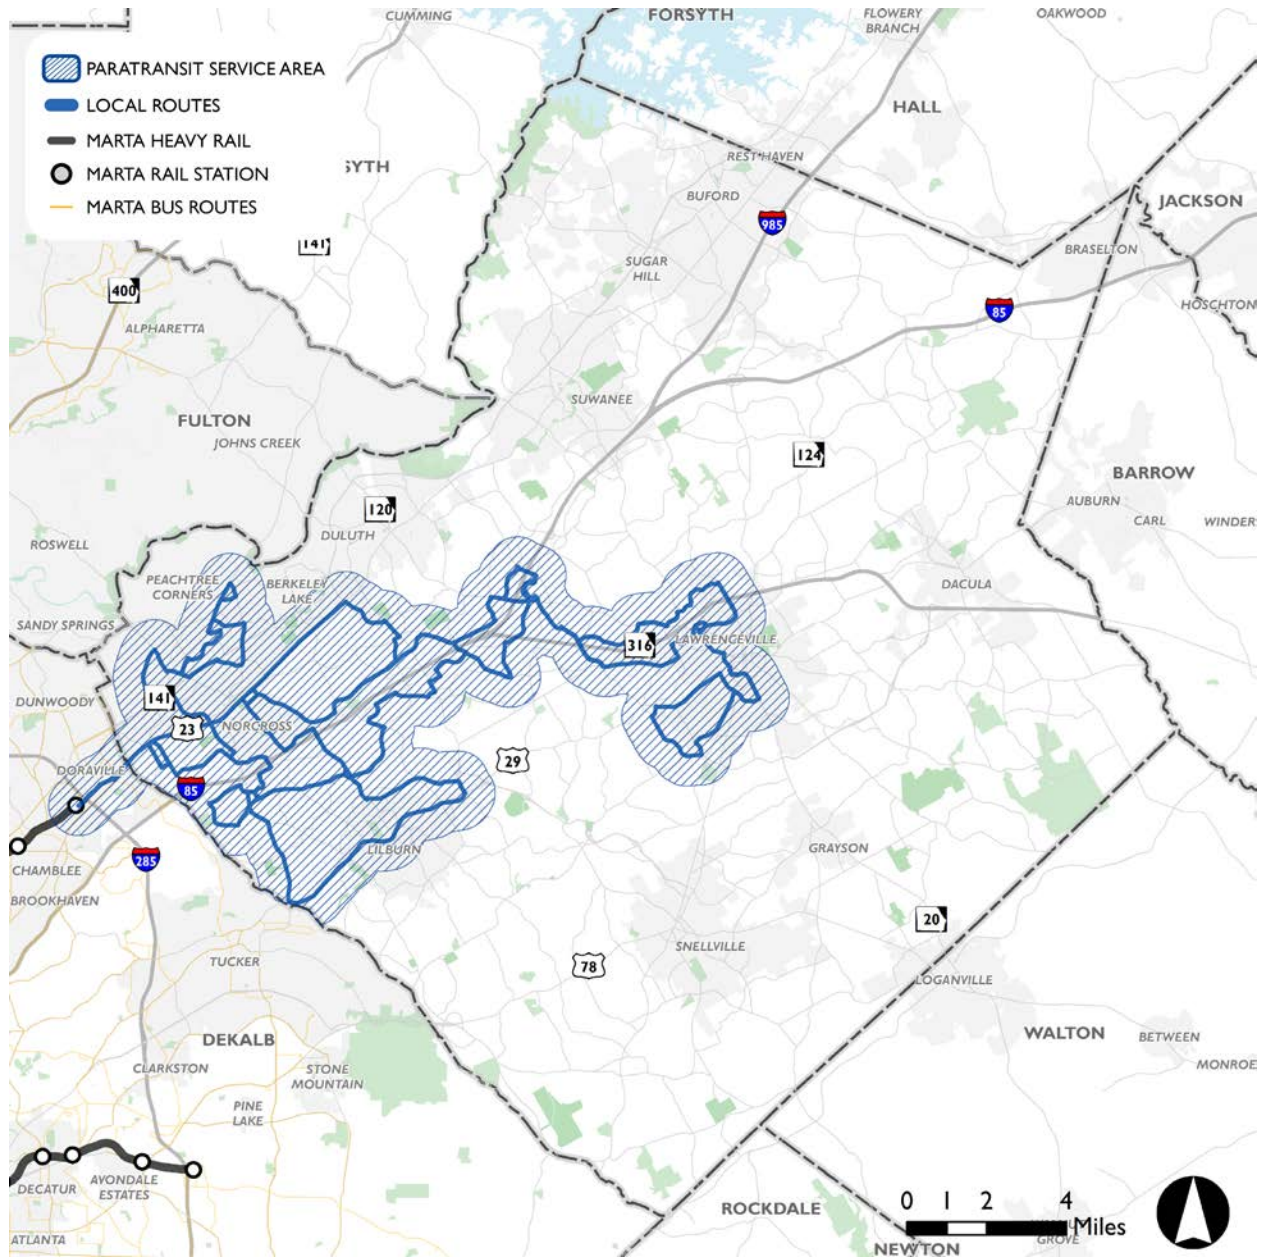 CUMMING
FORSYTH
FLOWERY
BRANCH
OAKWOOD
PARATRANSIT SERVICE AREA
LOCAL ROUTES
MARTA HEAVY RAIL
MARTA RAIL STATION
MARTA BUS ROUTES
HALL
SYTH
REST HAVEN
BUFORD
985
JACKSON
141
BRASELTON
SUGAR
HILL
400
85
HOSCHTON
ALPHARETTA
SUWANEE
FULTON
JOHNS CREEK
124
BARROW
AUBURN
CARL
WINDER
120
DULUTH
ROSWELL
PEACHTREE
CORNERS
BERKELEY
LAKE
DACULA
SANDY SPRINGS
316
LAWRENCEVILLE
DUNWOODY
141
23
NORCROSS
29
DORAVILLE
85
285
LILBURN
GRAYSON
CHAMBLEE
BROOKHAVEN
20
SNELLVILLE
TUCKER
78
LOGANVILLE
DEKALB
WALTON
BETWEEN
CLARKSTON
STONE
MOUNTAIN
MONROE
PINE
LAKE
DECATUR
AVONDALE
ESTATES
ROCKDALE
0 1 2 4
Miles
ATLANTA
NEWTON
GROVE